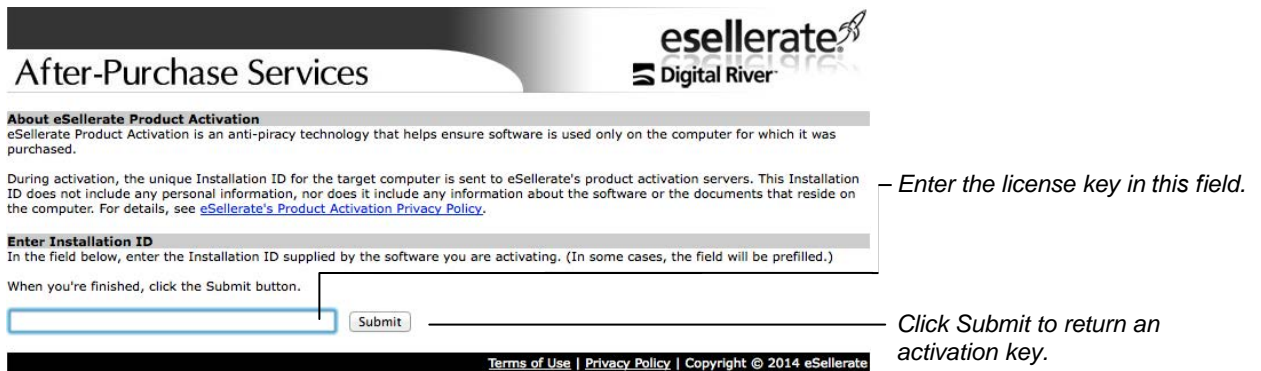 esellerate
Digital River
After-Purchase Services
About eSellerate Product Activation
eSellerate Product Activation is an anti-piracy technology that helps ensure software is used only on the computer for which it was
purchased.
During activation, the unique Installation ID for the target computer is sent to eSellerate's product activation servers. This Installation
ID does not include any personal information, nor does it include any information about the software or the documents that reside on
the computer. For details, see eSellerate's Product Activation Privacy Policy.
Enter the license key in this field.
Enter Installation ID
In the field below, enter the Installation ID supplied by the software you are activating. (In some cases, the field will be prefilled.)
When you're finished, click the Submit button.
Submit
Click Submit to return an
activation key.
Terms of Use | Privacy Policy | Copyright © 2014 eSellerate